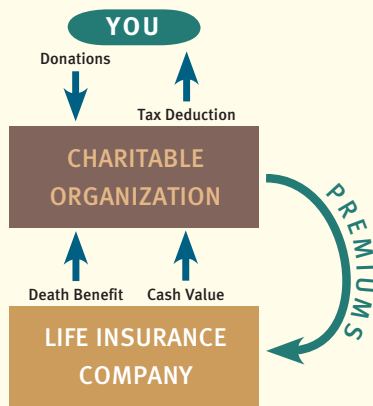 YOU
Donations
Tax Deduction
CHARITABLE
ORGANIZATION
PREMIUMS
Death Benefit
Cash Value
LIFE INSURANCE
COMPANY